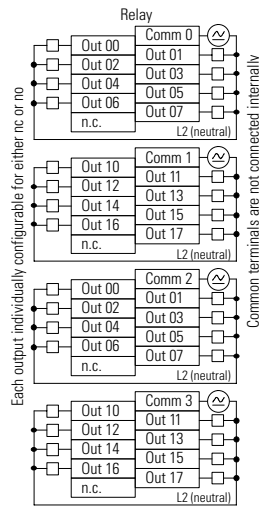 Relay
Comm 0
Out 00
Out 01
Out 02
Out 03
Out 04
Out 05
Out 06
Out 07
n.c.
L2 (neutral)
Comm 1
Out 10
Out 11
Out 12
Out 13
Out 14
Out 15
Out 16
Out 17
n.c.
L2 (neutral)
Comm 2
Out 00
Out 01
Out 02
Out 03
Out 04
Out 05
Out 06
Out 07
n.c.
L2 (neutral)
Comm 3
Out 10
Out 11
Out 12
Out 13
Out 14
Out 15
Out 16
Out 17
n.c.
L2 (neutral)
Each output individually configurable for either nc or no
Common terminals are not connected internally